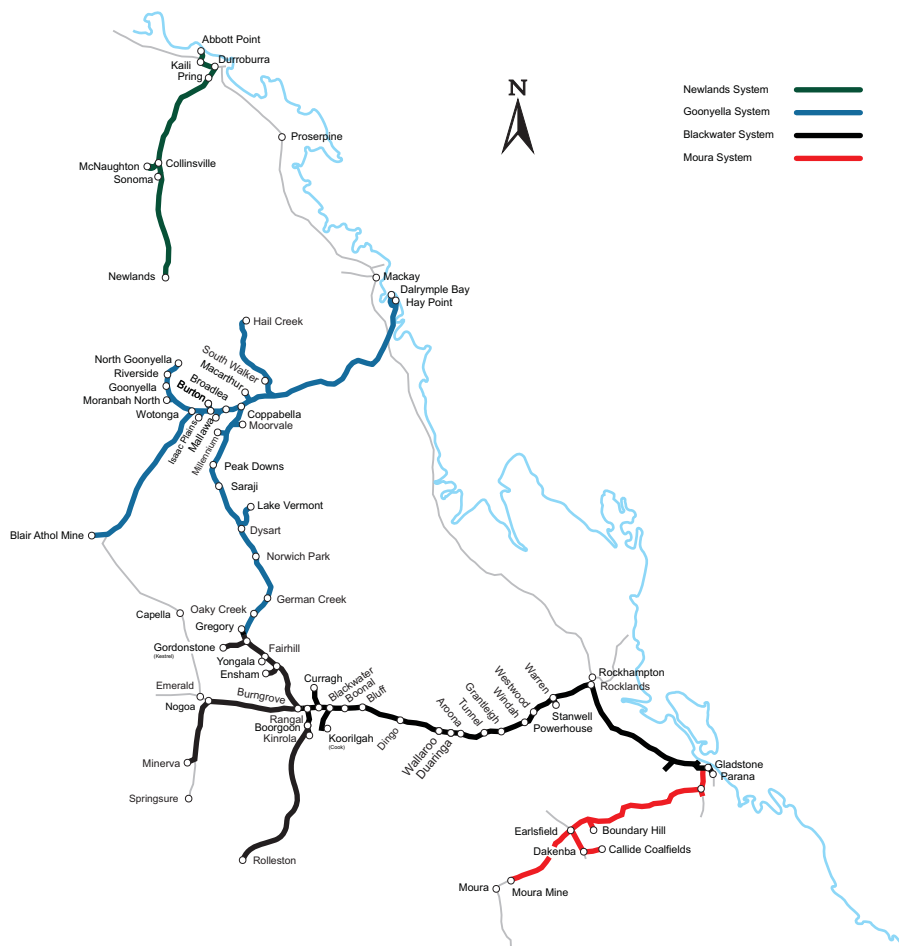 Abbott Point
Kaili
Durroburra
Pring
N
Newlands System
Goonyella System
Blackwater System
Moura System
Proserpine
McNaughton
Collinsville
Sonoma
Newlands
Mackay
Dalrymple Bay
Hay Point
Hail Creek
North Goonyella
South Walker
Riverside
Macarthur
Goonyella
Broadlea
Burton
Moranbah North
Wotonga
Coppabella
Moorvale
Isaac Plains
Mallawa
Millennium
Peak Downs
Saraji
Lake Vermont
Blair Athol Mine
Dysart
Norwich Park
German Creek
Oaky Creek
Capella
Gregory
Gordonstone
(Kestrel)
Fairhill
Yongala
Ensham
Curragh
Emerald
Burngrove
Nogoa
Blackwater
Boonal
Bluff
Rangal
Boorgoon
Kinrola
Koorilgah
(Cook)
Dingo
Wallaroo
Duaringa
Aroona
Tunnel
Grantleigh
Windah
Westwood
Warren
Rockhampton
Rocklands
Stanwell
Powerhouse
Minerva
Springsure
Rolleston
Gladstone
Parana
Earlsfield
Boundary Hill
Dakenba
Callide Coalfields
Moura
Moura Mine